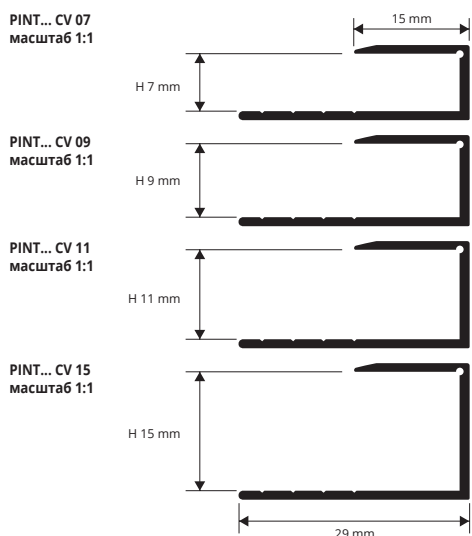 PINT... CV 07
масштаб 1:1
15 mm
H 7 mm
PINT... CV 09
масштаб 1:1
H 9 mm
PINT... CV 11
масштаб 1:1
H 11 mm
PINT... CV 15
масштаб 1:1
H 15 mm
29 mm